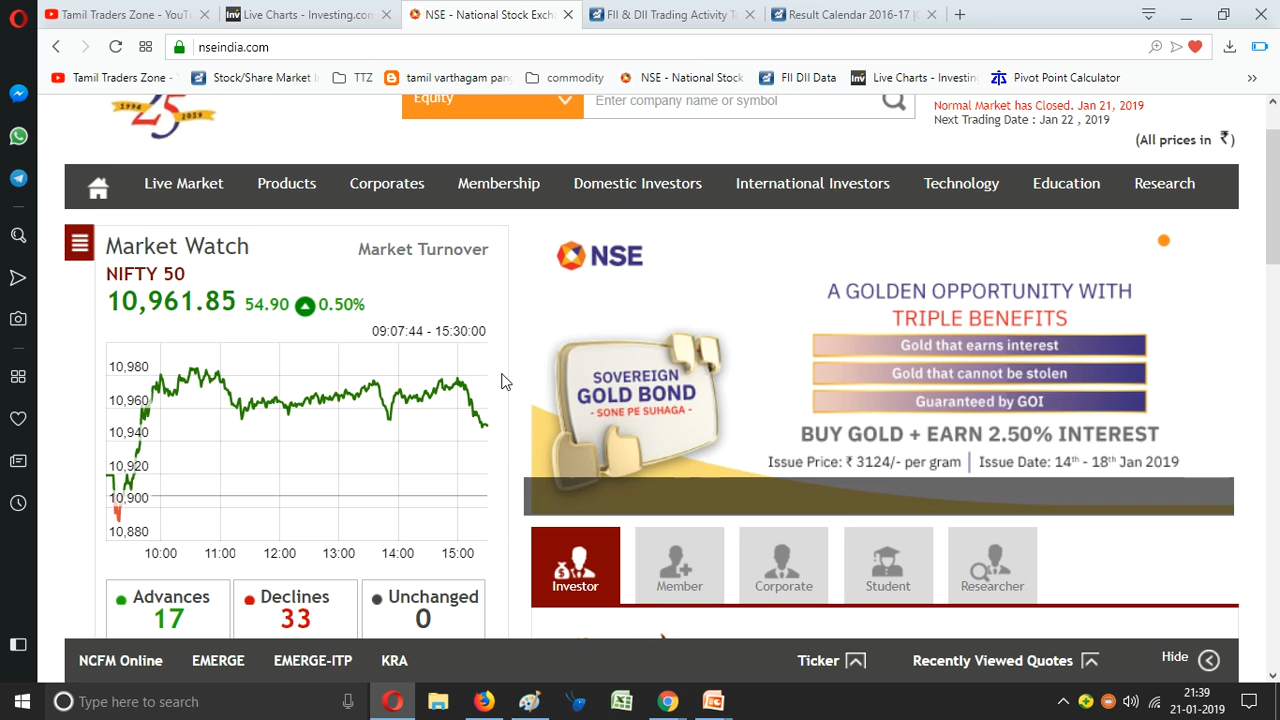 Tamil Traders Zone - YouTu
Live Charts - Investing.com
NSE - National Stock Exch
FII & DII Trading Activity T
Result Calendar 2016-17 | C
nseindia.com
Tamil Traders Zone -
Stock/Share Market I
TTZ
tamil varthagam pan
commodity
NSE - National Stock
FII DII Data
Live Charts - Investin
Pivot Point Calculator
1994 25 2019
Equity
Enter company name or symbol
Normal Market has Closed. Jan 21, 2019
Next Trading Date : Jan 22 , 2019
(All prices in ₹)
Live Market
Products
Corporates
Membership
Domestic Investors
International Investors
Technology
Education
Research
Market Watch
Market Turnover
NIFTY 50
10,961.85 54.90 0.50%
09:07:44 - 15:30:00
10,980
10,960
10,940
10,920
10,900
10,880
10:00 11:00 12:00 13:00 14:00 15:00
Advances
17
Declines
33
Unchanged
0
NSE
A GOLDEN OPPORTUNITY WITH
TRIPLE BENEFITS
Gold that earns interest
Gold that cannot be stolen
Guaranteed by GOI
SOVEREIGN
GOLD BOND
- SONE PE SUHAGA -
BUY GOLD + EARN 2.50% INTEREST
Issue Price: ₹ 3124/- per gram | Issue Date: 14th - 18th Jan 2019
Investor
Member
Corporate
Student
Researcher
NCFM Online
EMERGE
EMERGE-ITP
KRA
Ticker
Recently Viewed Quotes
Hide
Type here to search
21:39
21-01-2019